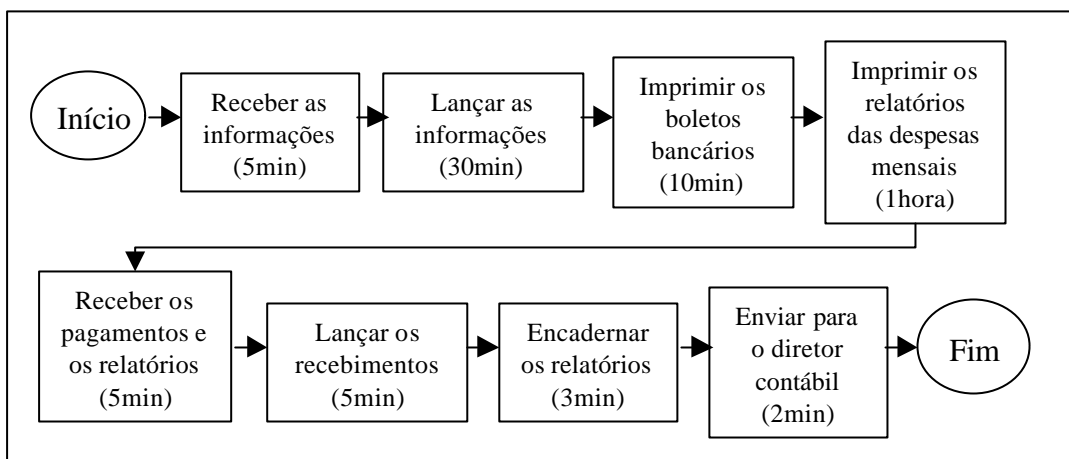 Início
Receber as
informações
(5min)
Lançar as
informações
(30min)
Imprimir os
boletos
bancários
(10min)
Imprimir os
relatórios
das despesas
mensais
(1hora)
Receber os
pagamentos e
os relatórios
(5min)
Lançar os
recebimentos
(5min)
Encadernar
os relatórios
(3min)
Enviar para
o diretor
contábil
(2min)
Fim